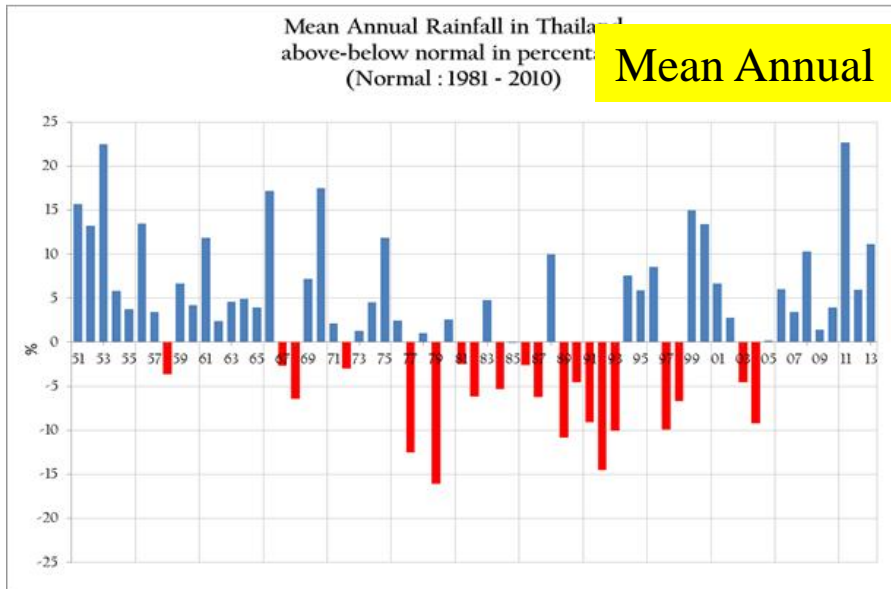 Mean Annual Rainfall in Thailand
above-below normal in percenta
(Normal : 1981 - 2010)
Mean Annual
25
20
15
10
5
0
-5
-10
-15
-20
-25
%
51 53 55 57 59 61 63 65 67 69 71 73 75 77 79 81 83 85 87 89 91 93 95 97 99 01 03 05 07 09 11 13